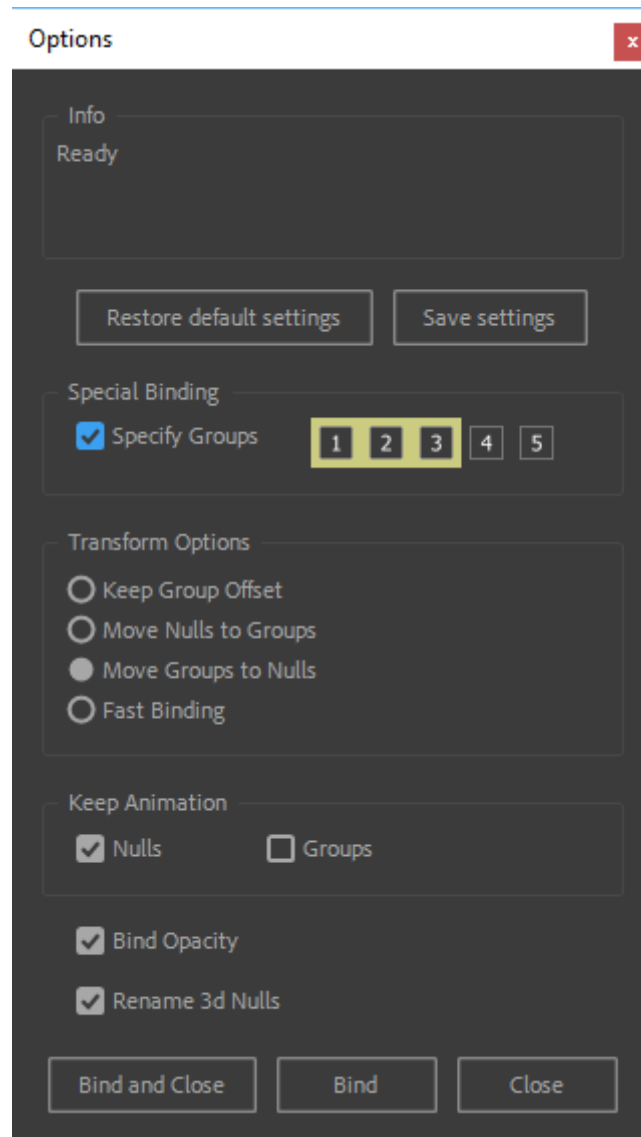 Options
x
Info
Ready
Restore default settings Save settings
Special Binding
Specify Groups 1 2 3 4 5
Transform Options
Keep Group Offset
Move Nulls to Groups
Move Groups to Nulls
Fast Binding
Keep Animation
Nulls Groups
Bind Opacity
Rename 3d Nulls
Bind and Close Bind Close